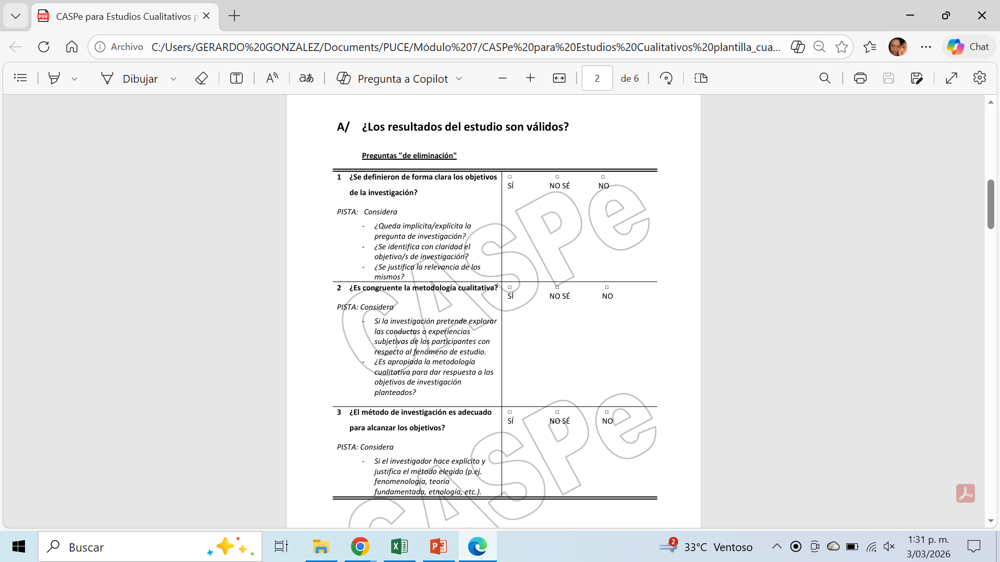 CASPe para Estudios Cualitativos p
Archivo C:/Users/GERARDO%20GONZALEZ/Documents/PUCE/Módulo%207/CASPe%20para%20Estudios%20Cualitativos%20plantilla_cua...
Chat
Dibujar
aあ
Pregunta a Copilot
2 de 6
A/ ¿Los resultados del estudio son válidos?
Preguntas "de eliminación"
1 ¿Se definieron de forma clara los objetivos
de la investigación?
SÍ NO SÉ NO
PISTA: Considera
- ¿Queda implícita/explícita la
pregunta de investigación?
- ¿Se identifica con claridad el
objetivo/s de investigación?
- ¿Se justifica la relevancia de los
mismos?
2 ¿Es congruente la metodología cualitativa?
SÍ NO SÉ NO
PISTA: Considera
- Si la investigación pretende explorar
las conductas o experiencias
subjetivas de los participantes con
respecto al fenómeno de estudio.
- ¿Es apropiada la metodología
cualitativa para dar respuesta a los
objetivos de investigación
planteados?
3 ¿El método de investigación es adecuado
para alcanzar los objetivos?
SÍ NO SÉ NO
PISTA: Considera
- Si el investigador hace explícito y
justifica el método elegido (p.ej.
fenomenología, teoría
fundamentada, etnología, etc.).
CASPe
CASPe
Buscar
2
33°C Ventoso
1:31 p. m.
3/03/2026